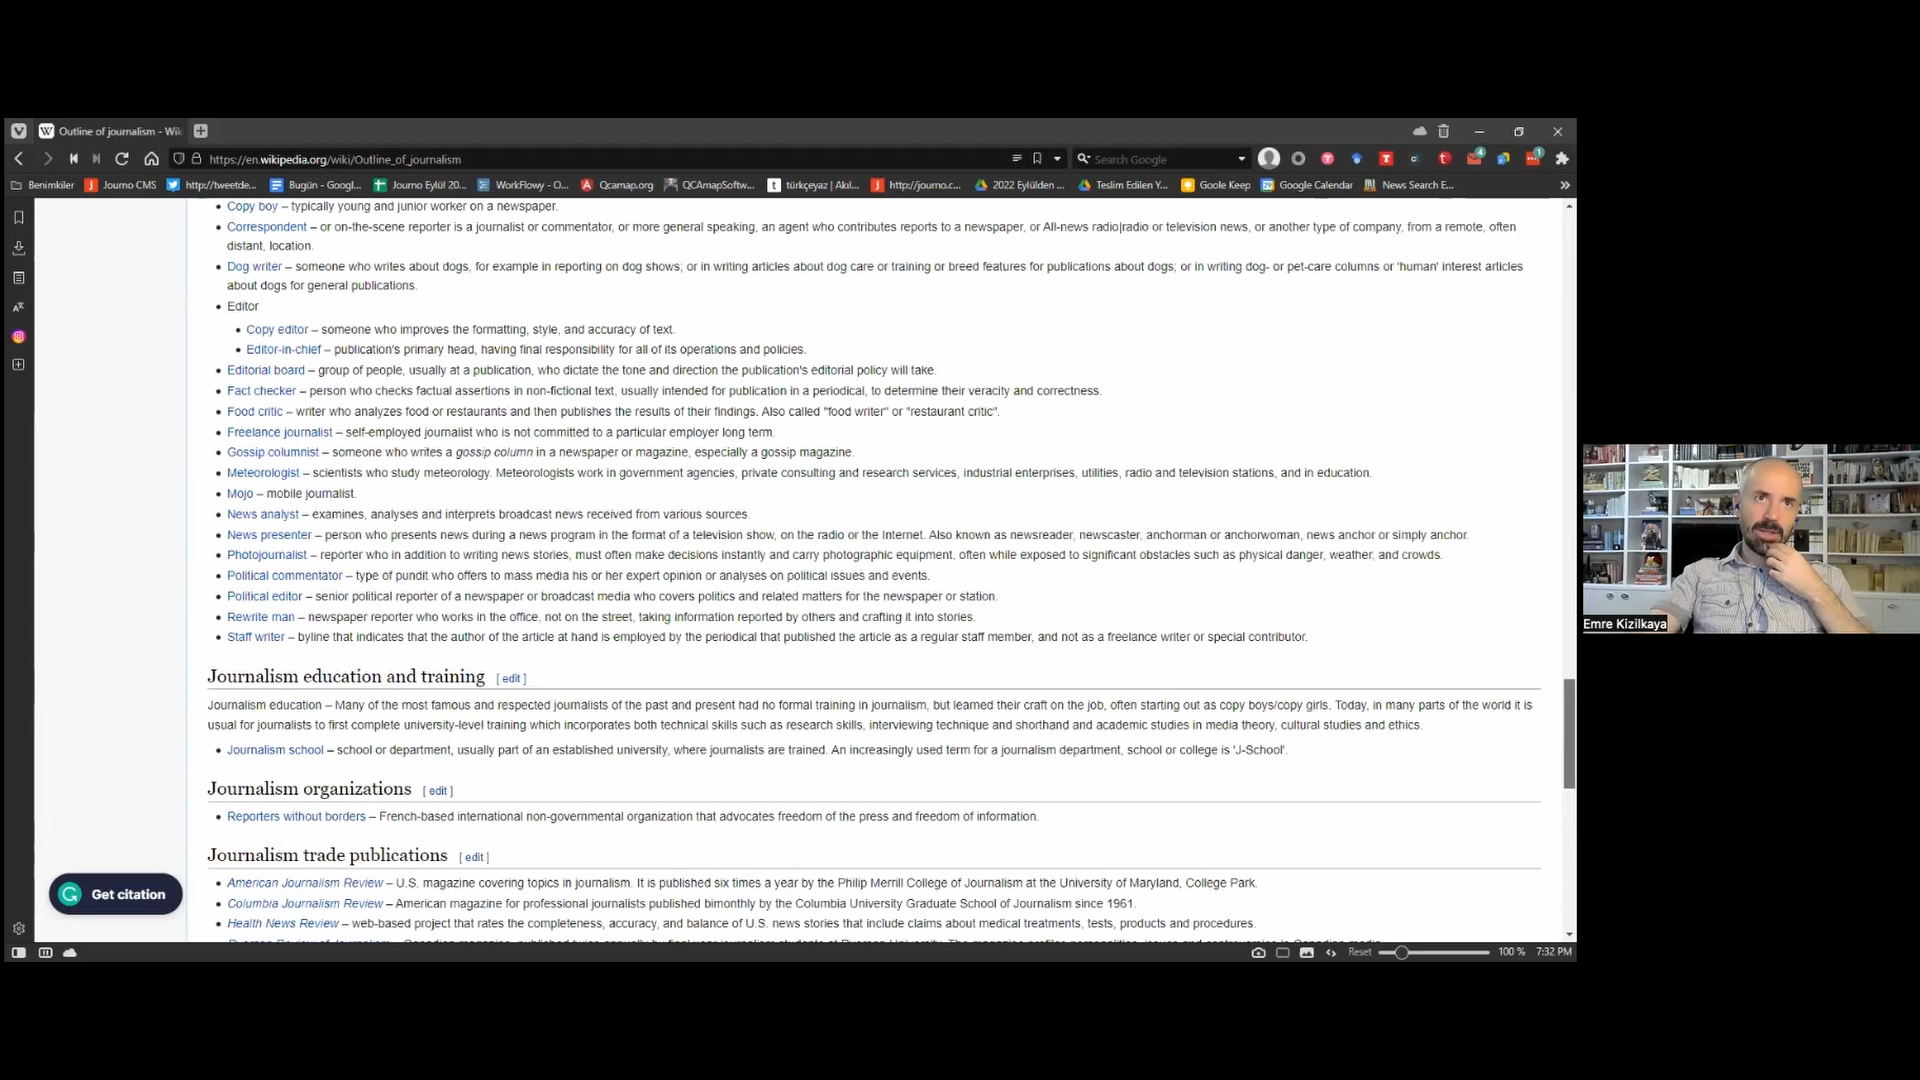 Outline of journalism - Wik
https://en.wikipedia.org/wiki/Outline_of_journalism
Search Google
4
1
Benimkiler
Journo CMS
http://tweetde...
Bugün - Googl...
Journo Eylül 20...
WorkFlowy - O...
Qcamap.org
QCAmapSoftw...
türkçeyaz | Akıl...
http://journo.c...
2022 Eylülden ...
Teslim Edilen Y...
Goole Keep
Google Calendar
News Search E...
Copy boy – typically young and junior worker on a newspaper.
Correspondent – or on-the-scene reporter is a journalist or commentator, or more general speaking, an agent who contributes reports to a newspaper, or All-news radio|radio or television news, or another type of company, from a remote, often
distant, location.
Dog writer – someone who writes about dogs, for example in reporting on dog shows; or in writing articles about dog care or training or breed features for publications about dogs; or in writing dog- or pet-care columns or 'human' interest articles
about dogs for general publications.
Editor
Copy editor – someone who improves the formatting, style, and accuracy of text.
Editor-in-chief – publication's primary head, having final responsibility for all of its operations and policies.
Editorial board – group of people, usually at a publication, who dictate the tone and direction the publication's editorial policy will take.
Fact checker – person who checks factual assertions in non-fictional text, usually intended for publication in a periodical, to determine their veracity and correctness.
Food critic – writer who analyzes food or restaurants and then publishes the results of their findings. Also called "food writer" or "restaurant critic".
Freelance journalist – self-employed journalist who is not committed to a particular employer long term.
Gossip columnist – someone who writes a gossip column in a newspaper or magazine, especially a gossip magazine.
Meteorologist – scientists who study meteorology. Meteorologists work in government agencies, private consulting and research services, industrial enterprises, utilities, radio and television stations, and in education.
Mojo – mobile journalist.
News analyst – examines, analyses and interprets broadcast news received from various sources.
News presenter – person who presents news during a news program in the format of a television show, on the radio or the Internet. Also known as newsreader, newscaster, anchorman or anchorwoman, news anchor or simply anchor.
Photojournalist – reporter who in addition to writing news stories, must often make decisions instantly and carry photographic equipment, often while exposed to significant obstacles such as physical danger, weather, and crowds.
Political commentator – type of pundit who offers to mass media his or her expert opinion or analyses on political issues and events.
Political editor – senior political reporter of a newspaper or broadcast media who covers politics and related matters for the newspaper or station.
Rewrite man – newspaper reporter who works in the office, not on the street, taking information reported by others and crafting it into stories.
Staff writer – byline that indicates that the author of the article at hand is employed by the periodical that published the article as a regular staff member, and not as a freelance writer or special contributor.
Journalism education and training [ edit ]
Journalism education – Many of the most famous and respected journalists of the past and present had no formal training in journalism, but learned their craft on the job, often starting out as copy boys/copy girls. Today, in many parts of the world it is
usual for journalists to first complete university-level training which incorporates both technical skills such as research skills, interviewing technique and shorthand and academic studies in media theory, cultural studies and ethics.
Journalism school – school or department, usually part of an established university, where journalists are trained. An increasingly used term for a journalism department, school or college is 'J-School'.
Journalism organizations [ edit ]
Reporters without borders – French-based international non-governmental organization that advocates freedom of the press and freedom of information.
Journalism trade publications [ edit ]
American Journalism Review – U.S. magazine covering topics in journalism. It is published six times a year by the Philip Merrill College of Journalism at the University of Maryland, College Park.
Columbia Journalism Review – American magazine for professional journalists published bimonthly by the Columbia University Graduate School of Journalism since 1961.
Health News Review – web-based project that rates the completeness, accuracy, and balance of U.S. news stories that include claims about medical treatments, tests, products and procedures.
Get citation
Reset
100 %
7:32 PM
Emre Kizilkaya